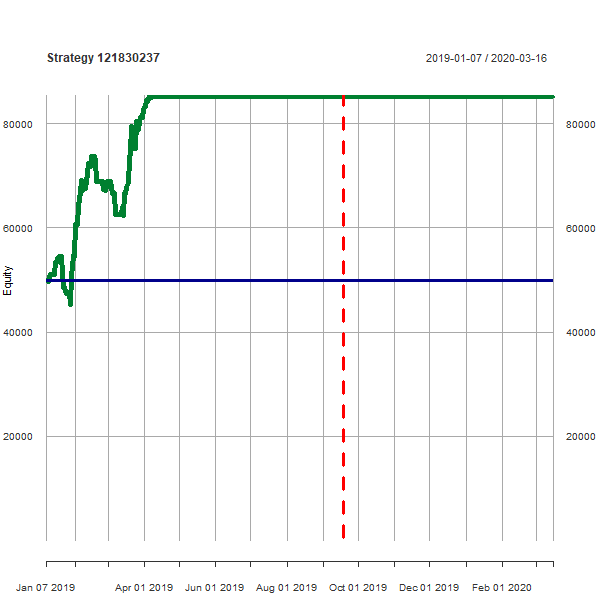 Strategy 121830237
2019-01-07 / 2020-03-16
80000
80000
60000
60000
Equity
40000
40000
20000
20000
Jan 07 2019
Apr 01 2019
Jun 01 2019
Aug 01 2019
Oct 01 2019
Dec 01 2019
Feb 01 2020